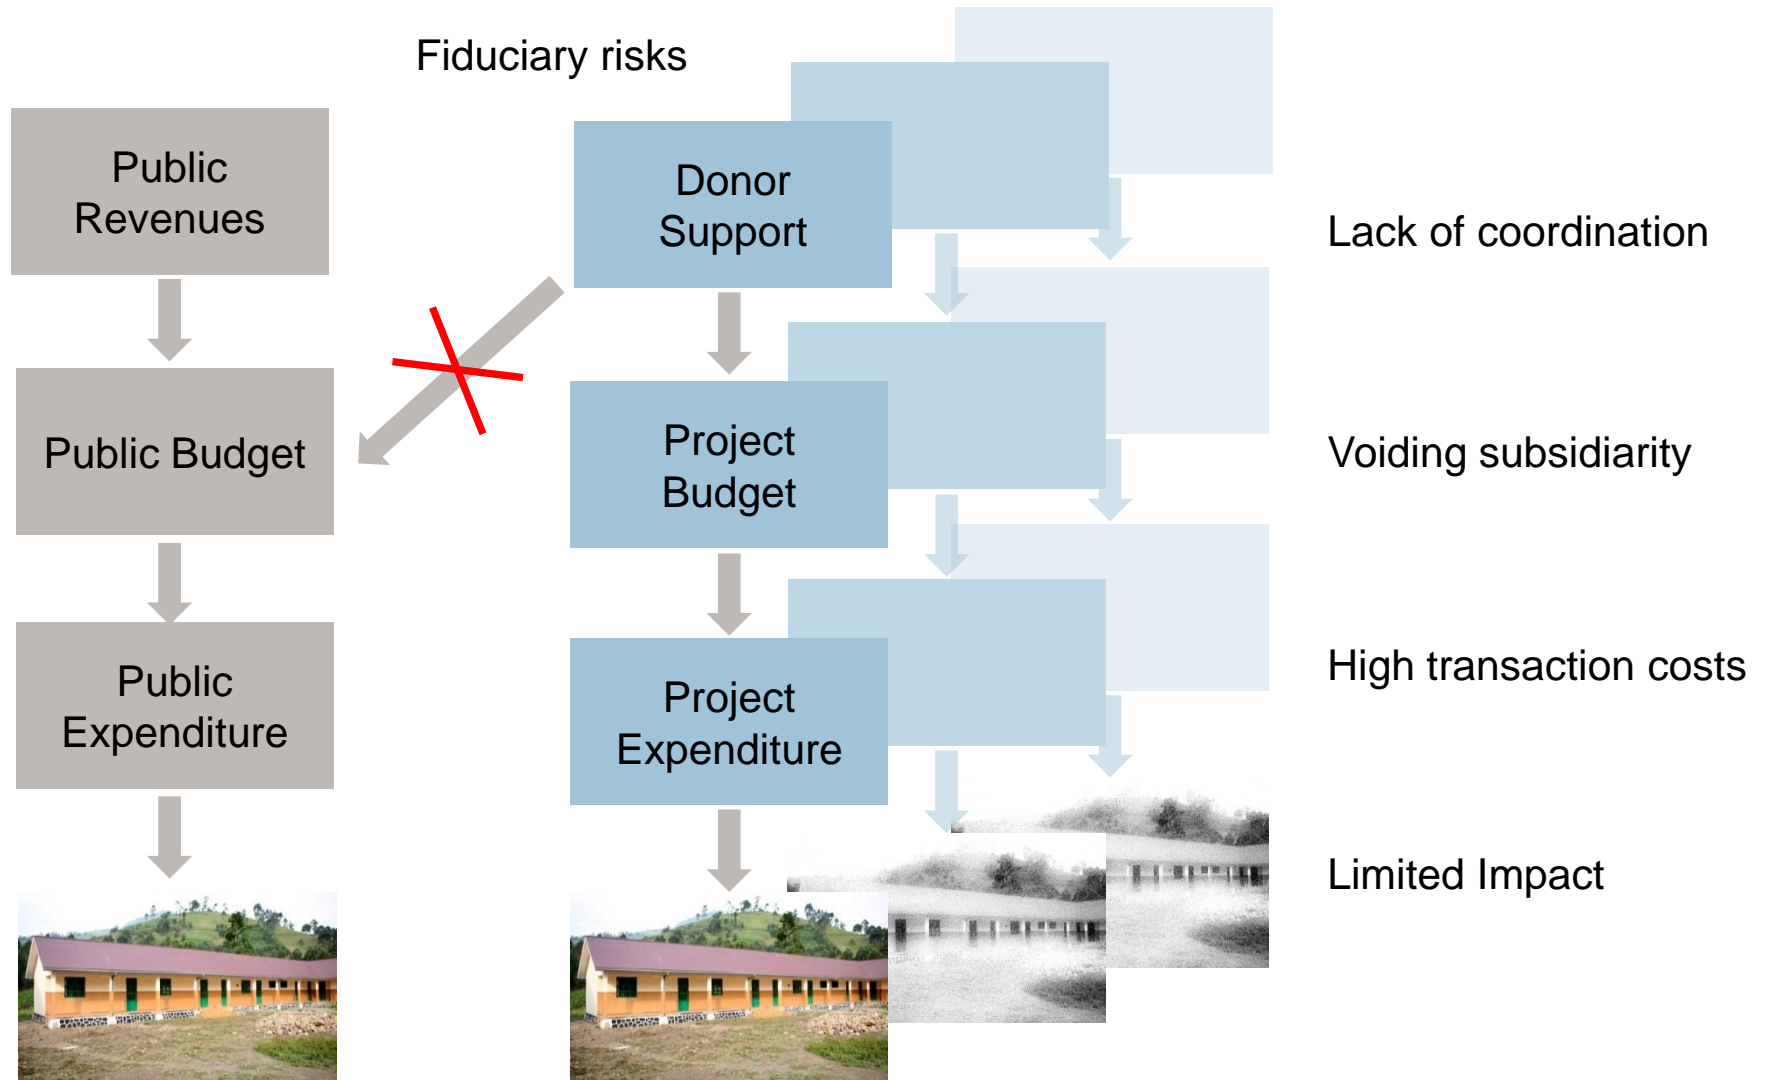 Fiduciary risks
Public
Revenues
Donor
Support
Lack of coordination
Public Budget
Project
Budget
Voiding subsidiarity
Public
Expenditure
Project
Expenditure
High transaction costs
Limited Impact